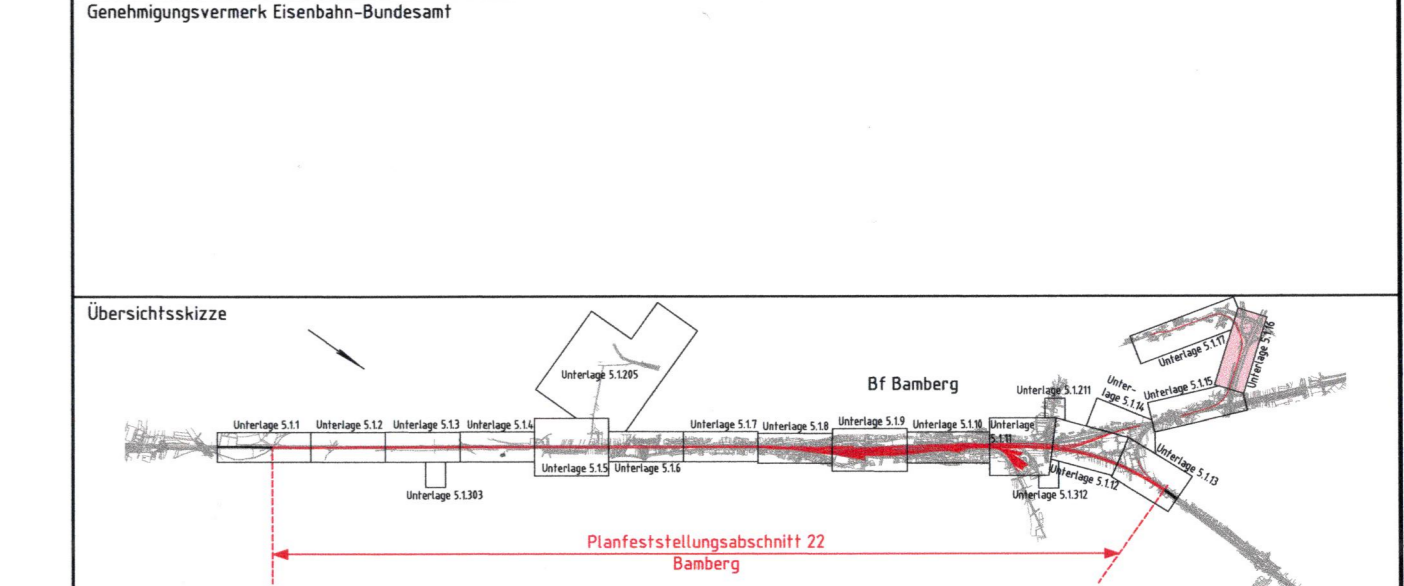 Genehmigungsvermerk Eisenbahn-Bundesamt
Übersichtsskizze
Unterlage 5.1.205
Bf Bamberg
Unterlage 5.1.17
Unterlage 5.1.16
Unterlage 5.1.211
Unter-
lage 5.1.14
Unterlage 5.1.15
Unterlage 5.1.1
Unterlage 5.1.2
Unterlage 5.1.3
Unterlage 5.1.4
Unterlage 5.1.7
Unterlage 5.1.8
Unterlage 5.1.9
Unterlage 5.1.10
Unterlage
5.1.11
Unterlage 5.1.5
Unterlage 5.1.6
Unterlage 5.1.12
Unterlage 5.1.13
Unterlage 5.1.303
Unterlage 5.1.312
Planfeststellungsabschnitt 22
Bamberg